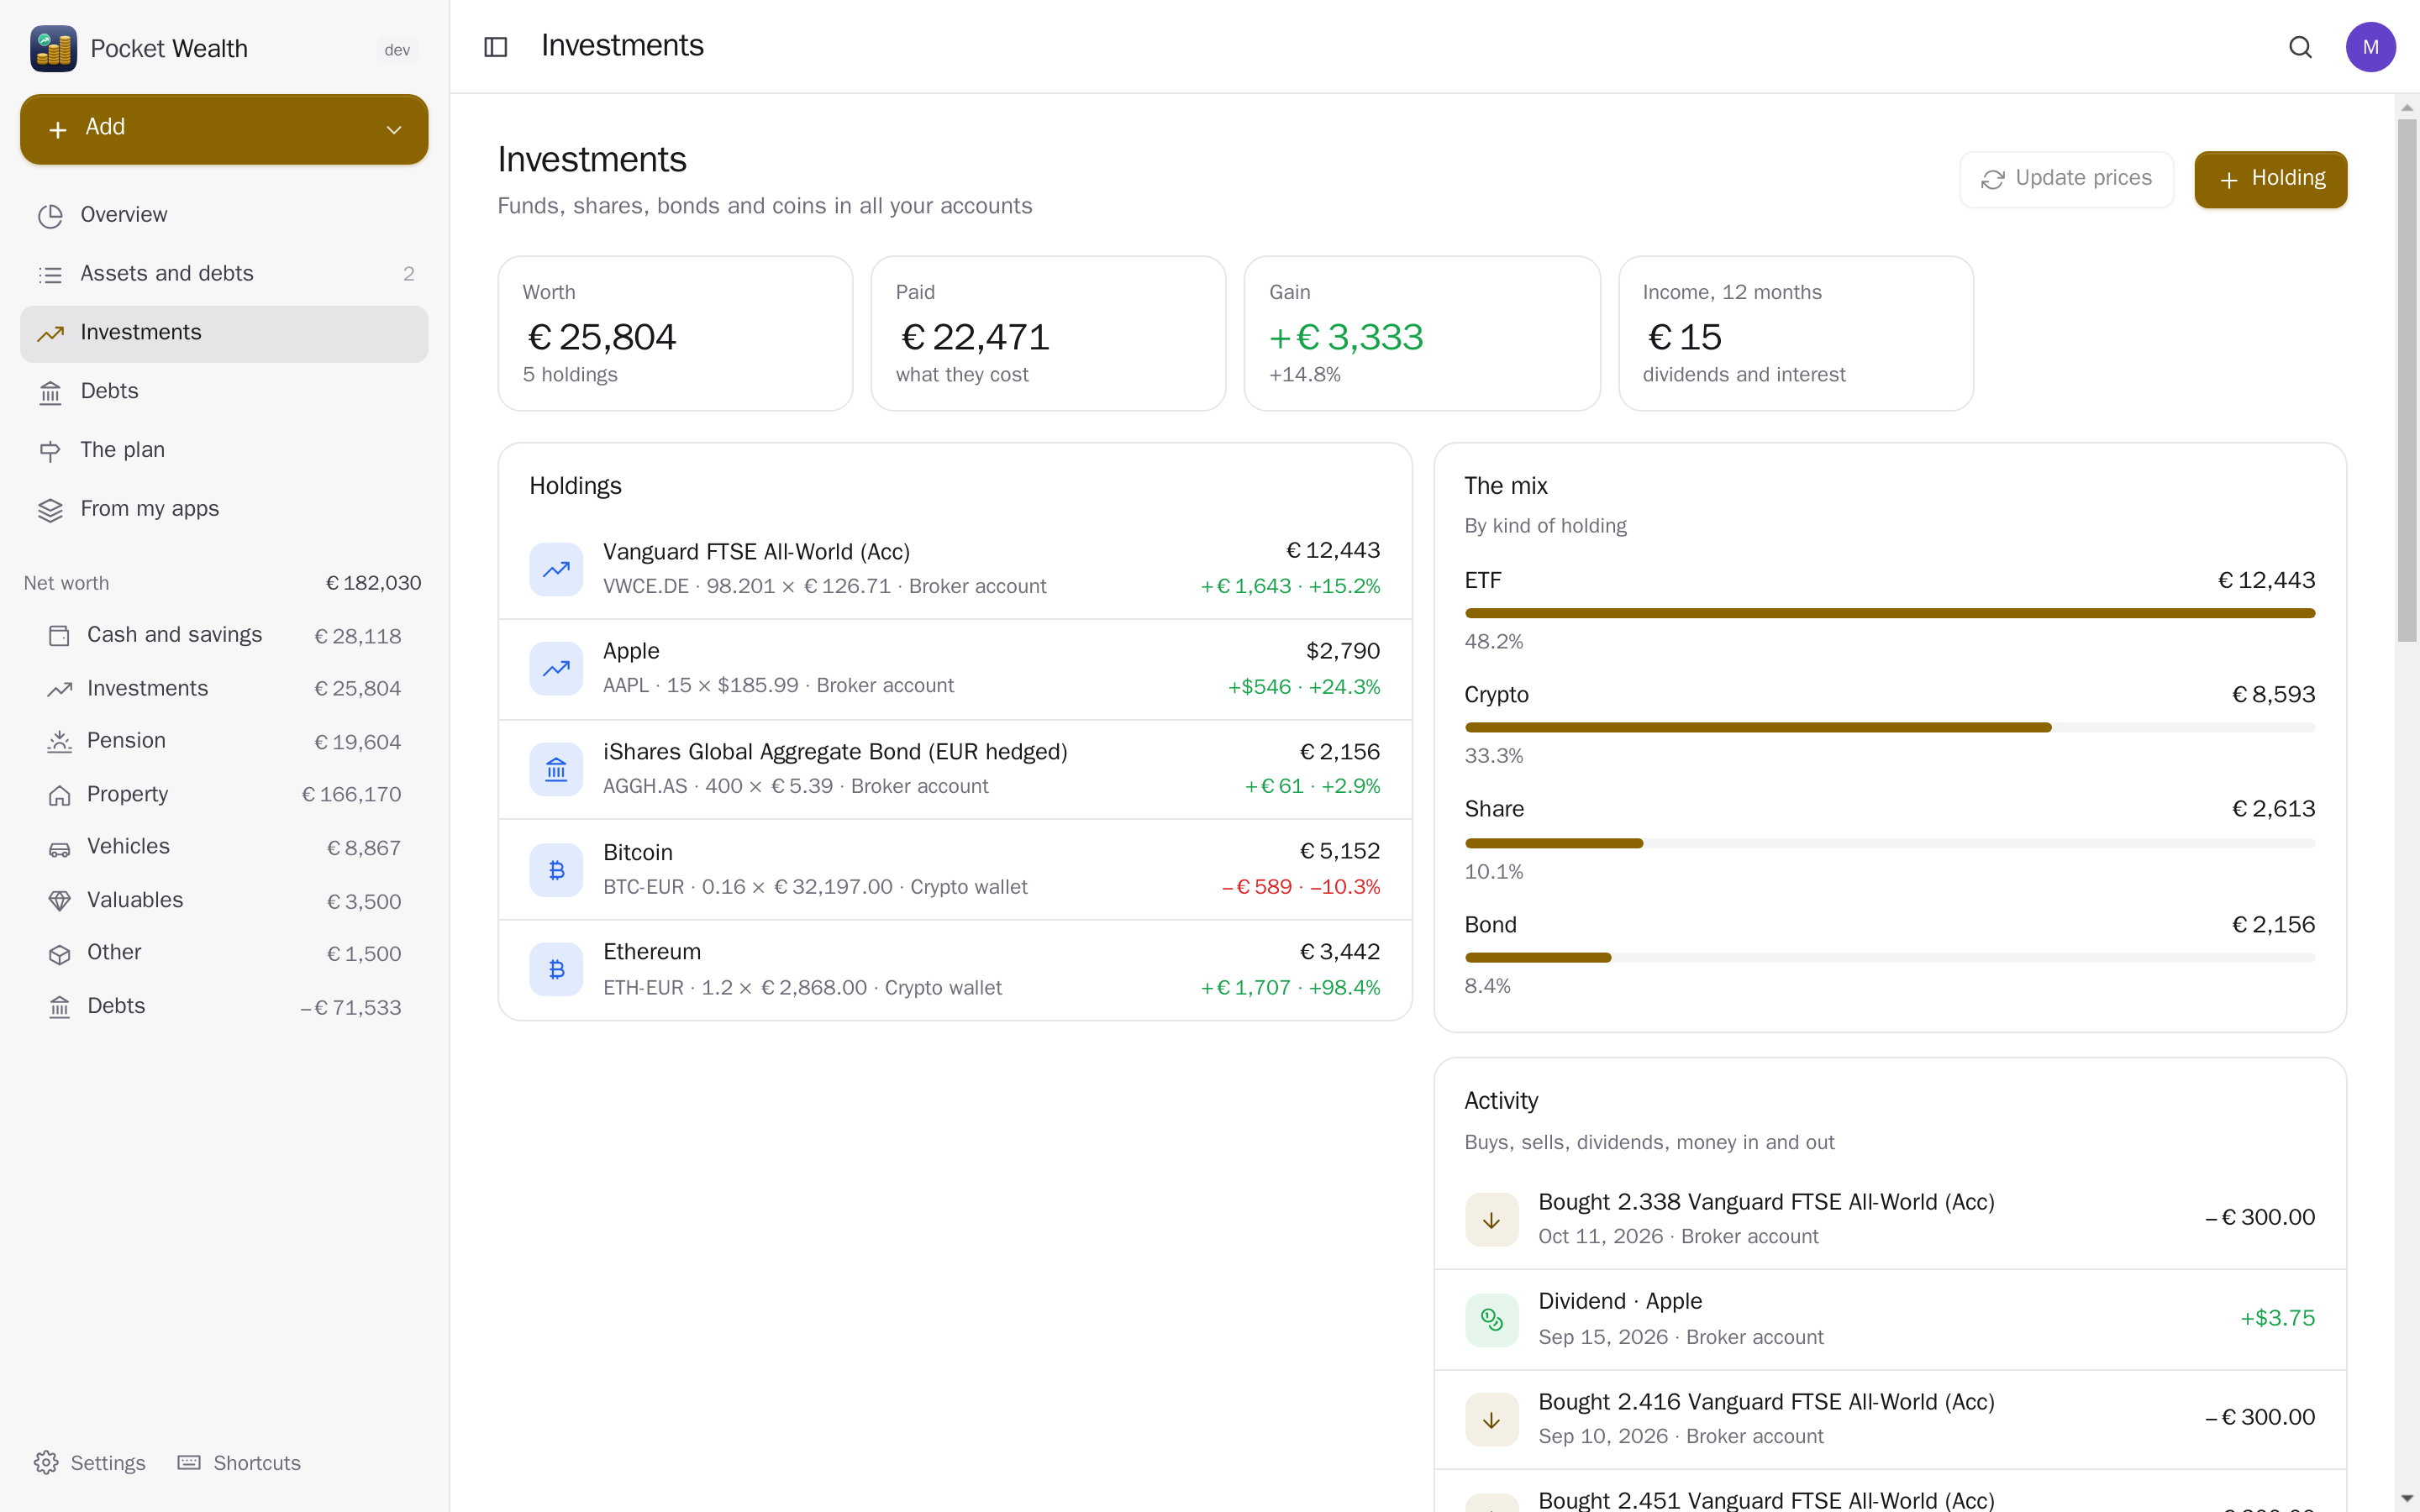 Pocket Wealth
dev
Add
Overview
Assets and debts 2
Investments
Debts
The plan
From my apps
Net worth € 182,030
Cash and savings € 28,118
Investments € 25,804
Pension € 19,604
Property € 166,170
Vehicles € 8,867
Valuables € 3,500
Other € 1,500
Debts –€ 71,533
Settings
Shortcuts
Investments
M
Investments
Funds, shares, bonds and coins in all your accounts
Update prices
Holding
Worth
€ 25,804
5 holdings
Paid
€ 22,471
what they cost
Gain
+€ 3,333
+14.8%
Income, 12 months
€ 15
dividends and interest
Holdings
Vanguard FTSE All-World (Acc) € 12,443
VWCE.DE · 98.201 × € 126.71 · Broker account +€ 1,643 · +15.2%
Apple $2,790
AAPL · 15 × $185.99 · Broker account +$546 · +24.3%
iShares Global Aggregate Bond (EUR hedged) € 2,156
AGGH.AS · 400 × € 5.39 · Broker account +€ 61 · +2.9%
Bitcoin € 5,152
BTC-EUR · 0.16 × € 32,197.00 · Crypto wallet –€ 589 · –10.3%
Ethereum € 3,442
ETH-EUR · 1.2 × € 2,868.00 · Crypto wallet +€ 1,707 · +98.4%
The mix
By kind of holding
ETF € 12,443
48.2%
Crypto € 8,593
33.3%
Share € 2,613
10.1%
Bond € 2,156
8.4%
Activity
Buys, sells, dividends, money in and out
Bought 2.338 Vanguard FTSE All-World (Acc) –€ 300.00
Oct 11, 2026 · Broker account
Dividend · Apple +$3.75
Sep 15, 2026 · Broker account
Bought 2.416 Vanguard FTSE All-World (Acc) –€ 300.00
Sep 10, 2026 · Broker account
Bought 2.451 Vanguard FTSE All-World (Acc)